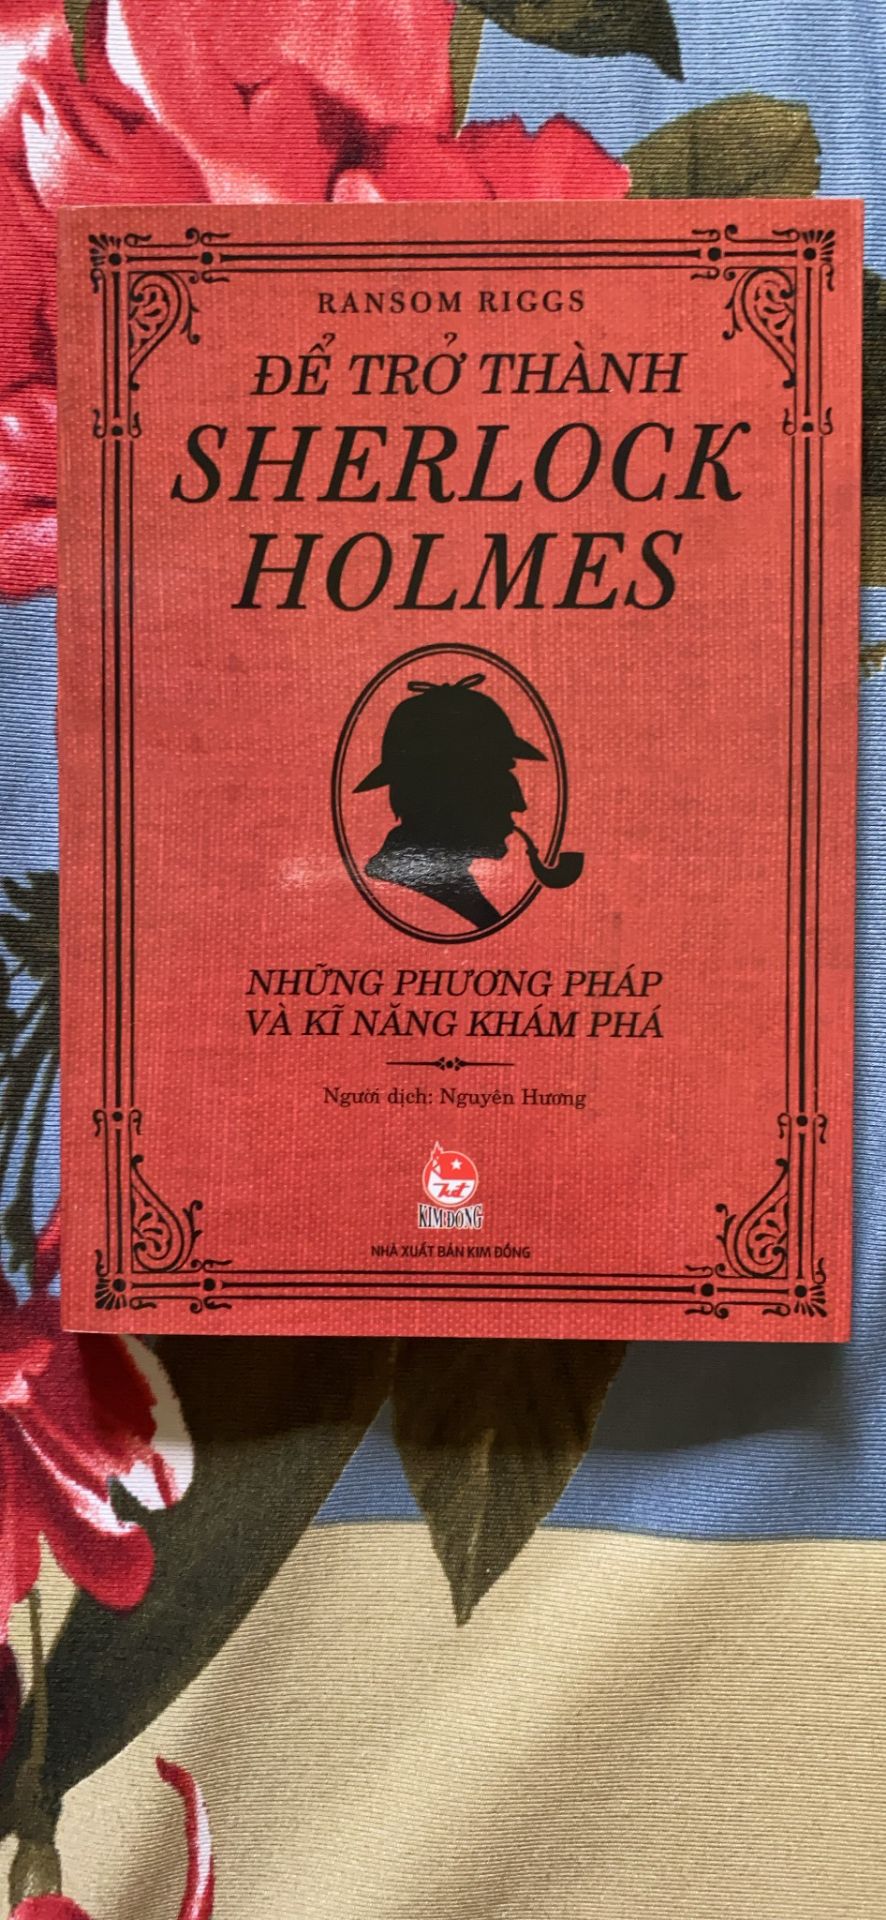 RANSOM RIGGS
ĐỂ TRỞ THÀNH
SHERLOCK
HOLMES
NHỮNG PHƯƠNG PHÁP
VÀ KĨ NĂNG KHÁM PHÁ
Người dịch: Nguyên Hương
KIM ĐỒNG
NHÀ XUẤT BẢN KIM ĐỒNG